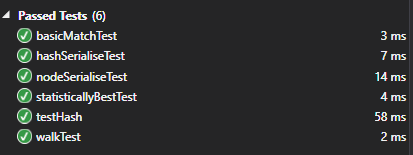 Passed Tests (6)
basicMatchTest 3 ms
hashSerialiseTest 7 ms
nodeSerialiseTest 14 ms
statisticallyBestTest 4 ms
testHash 58 ms
walkTest 2 ms